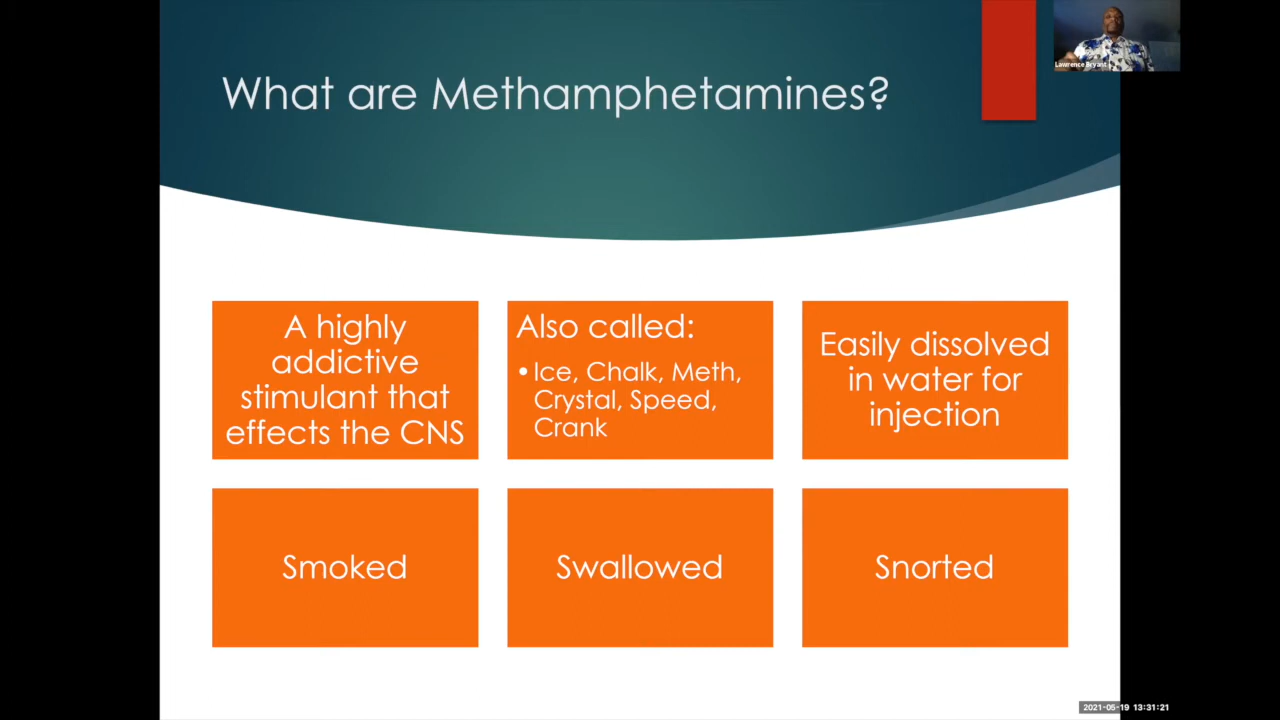 What are Methamphetamines?
Lawrence Bryant
A highly
addictive
stimulant that
effects the CNS
Also called:
• Ice, Chalk, Meth,
Crystal, Speed,
Crank
Easily dissolved
in water for
injection
Smoked
Swallowed
Snorted
2021-05-19 13:31:21